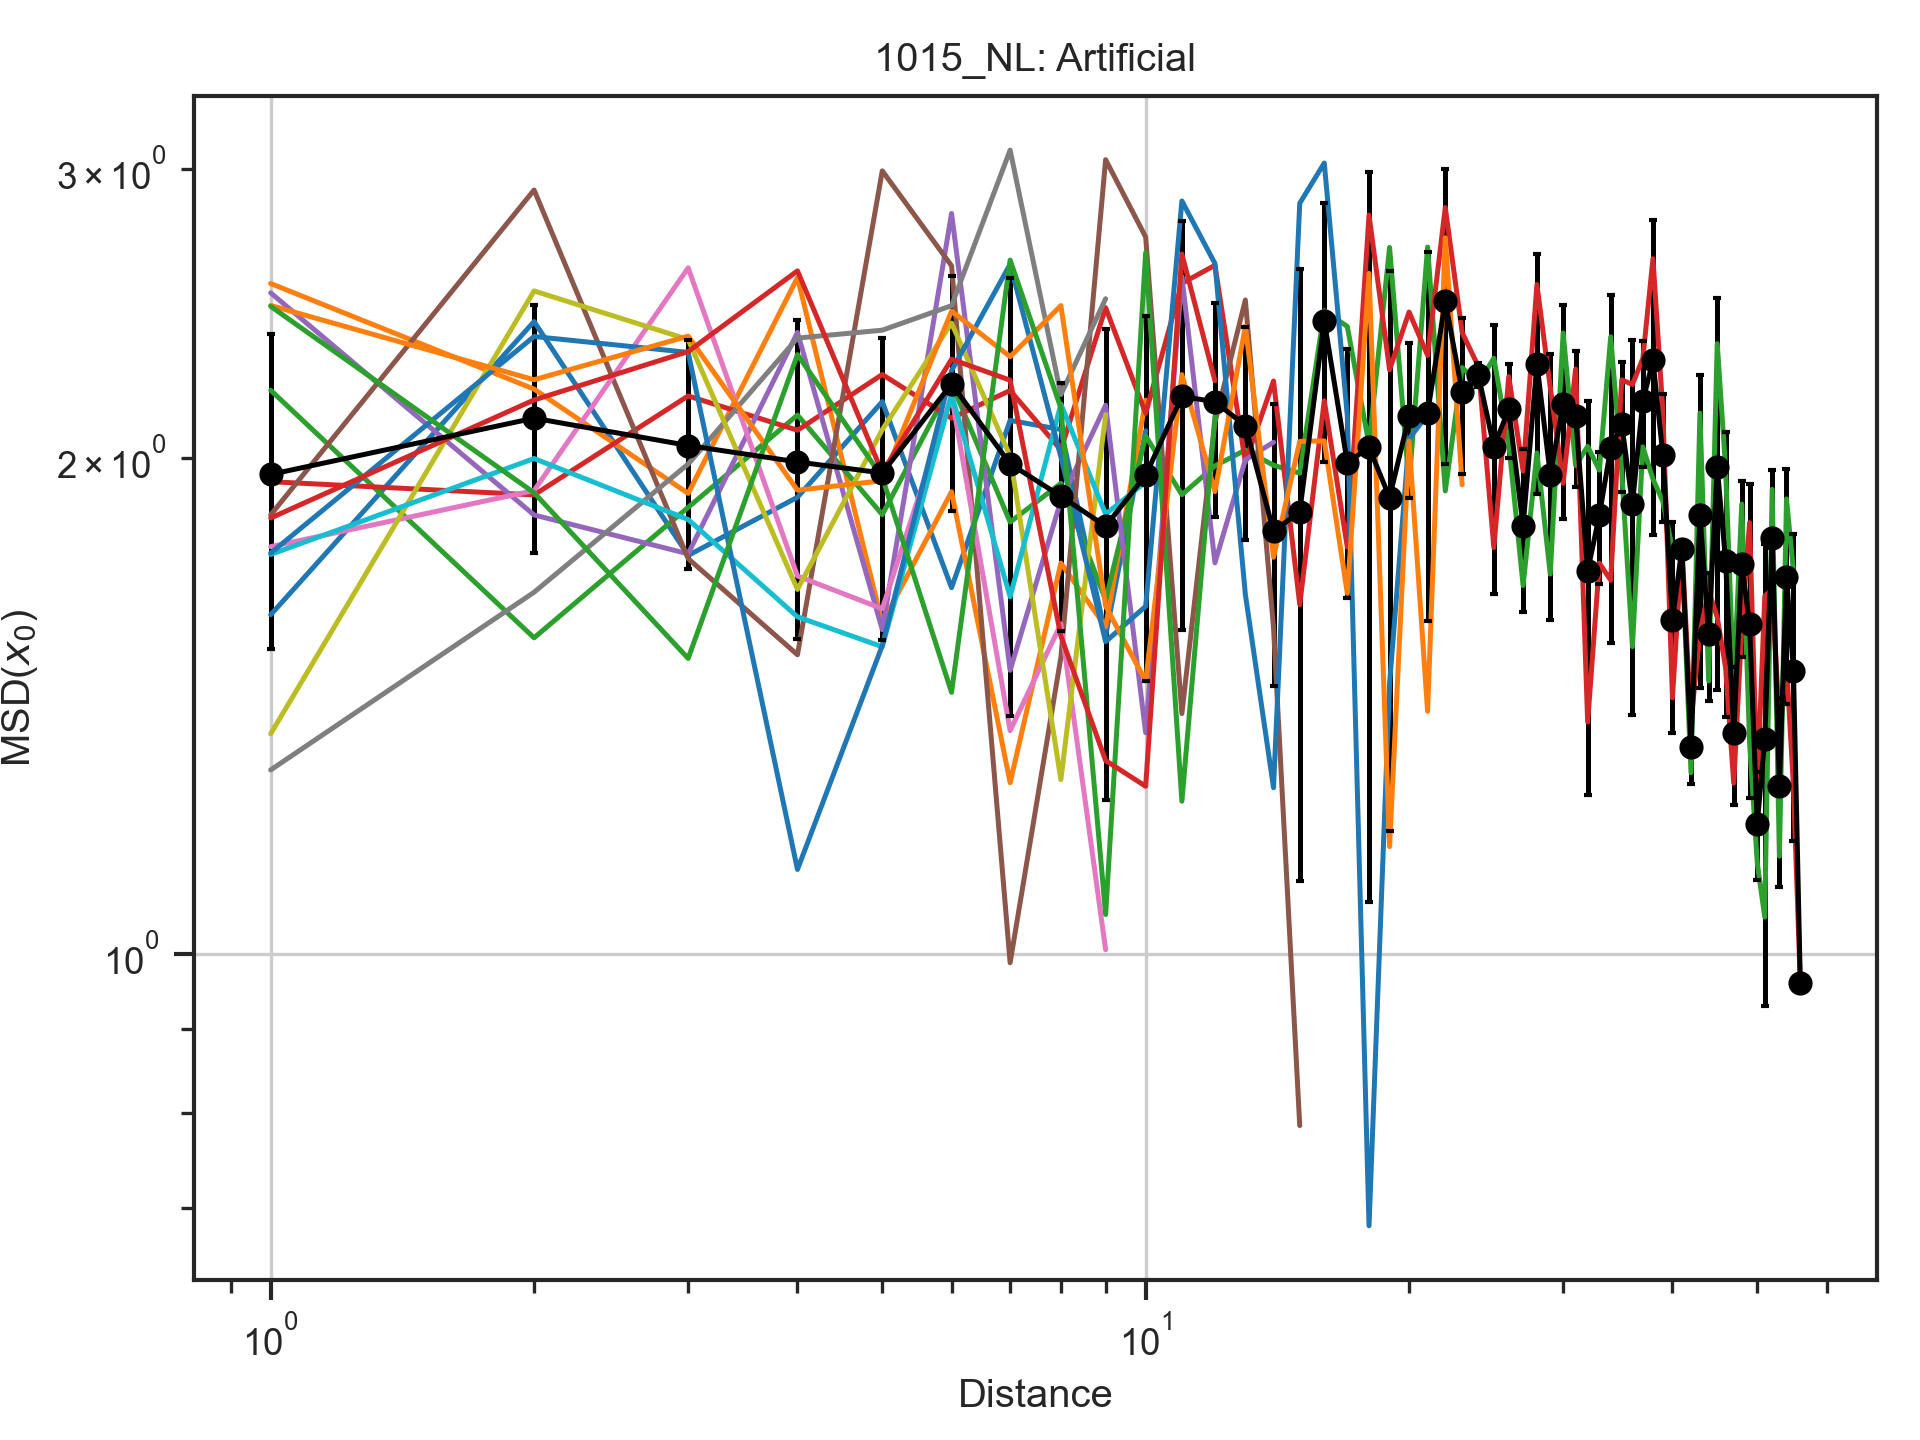 1015_NL: Artificial
3 × 10⁰
2 × 10⁰
10⁰
MSD(x₀)
10⁰ 10¹
Distance